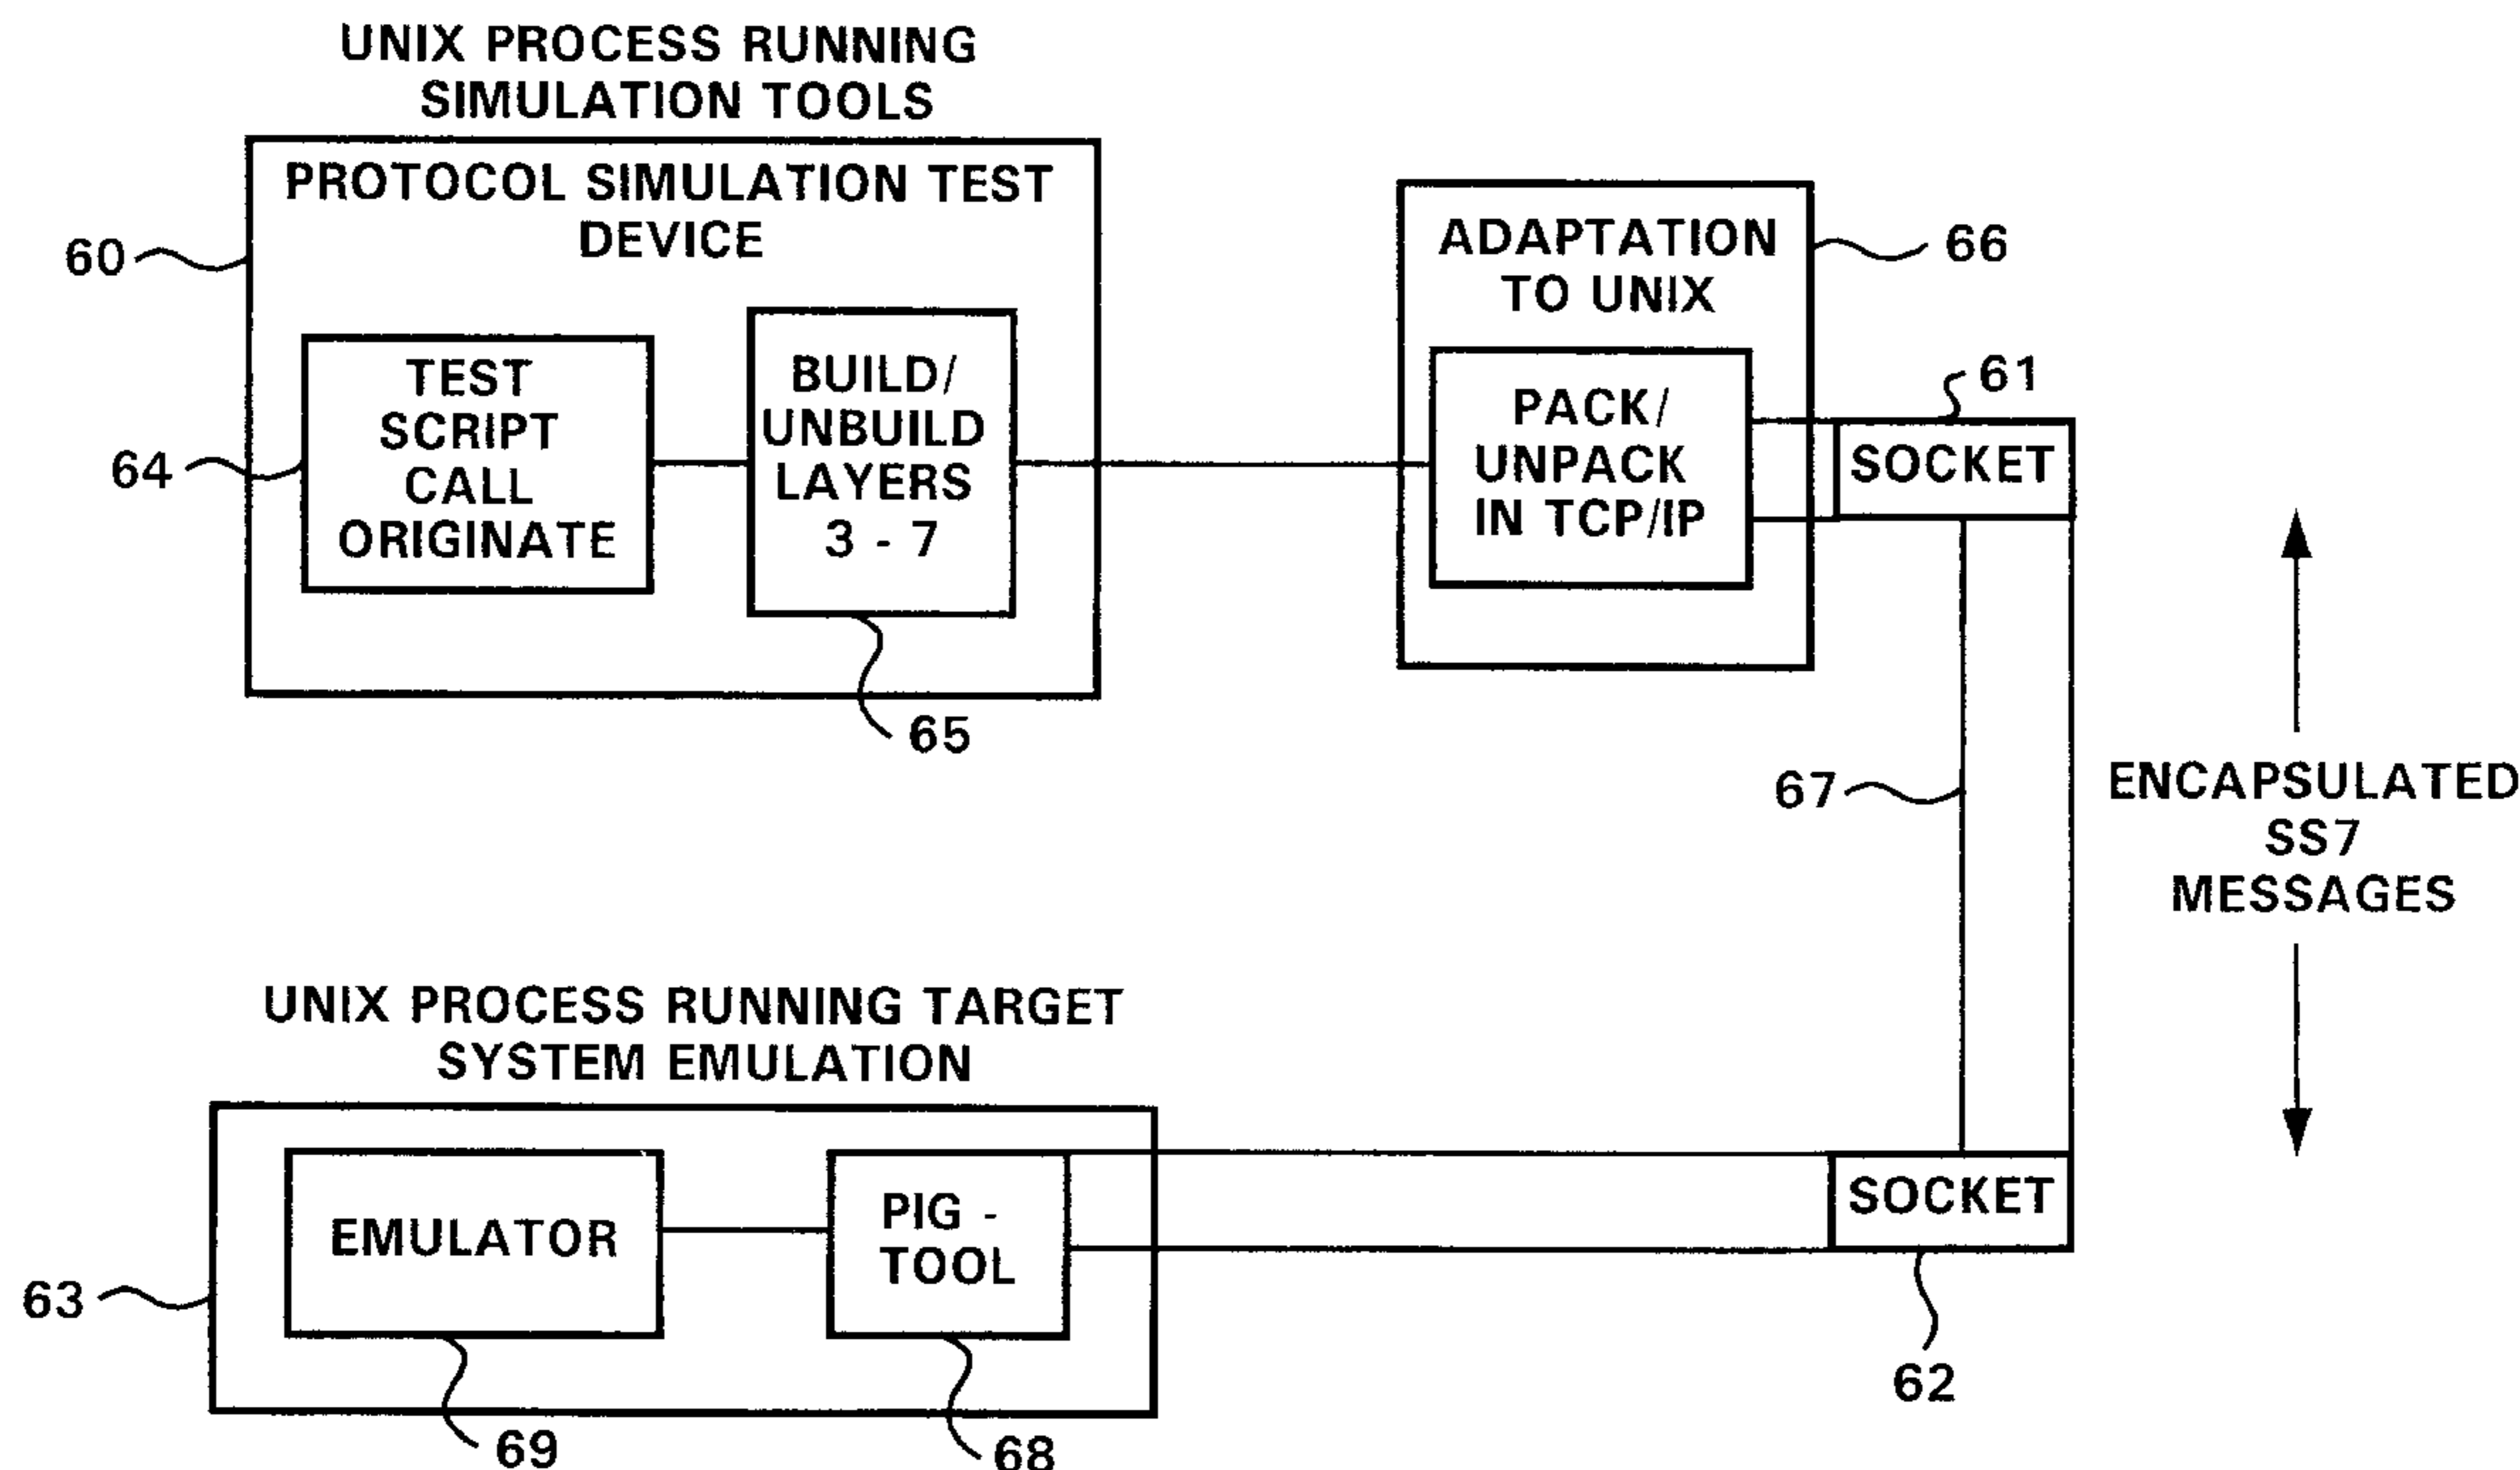 UNIX PROCESS RUNNING
SIMULATION TOOLS
PROTOCOL SIMULATION TEST
DEVICE
60
64
TEST
SCRIPT
CALL
ORIGINATE
BUILD/
UNBUILD
LAYERS
3 - 7
65
ADAPTATION
TO UNIX
66
PACK/
UNPACK
IN TCP/IP
61
SOCKET
67
ENCAPSULATED
SS7
MESSAGES
UNIX PROCESS RUNNING TARGET
SYSTEM EMULATION
63
EMULATOR
69
PIG -
TOOL
68
SOCKET
62